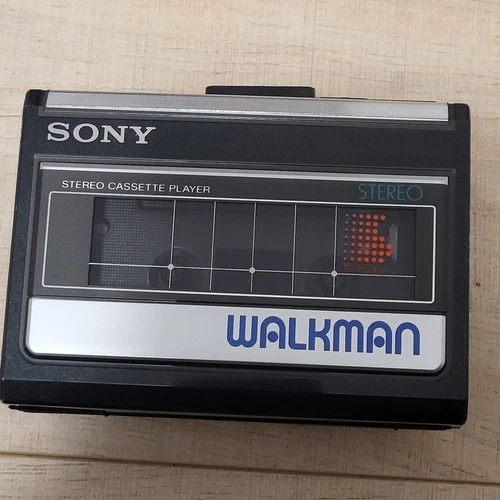 SONY
STEREO CASSETTE PLAYER
STEREO
WALKMAN